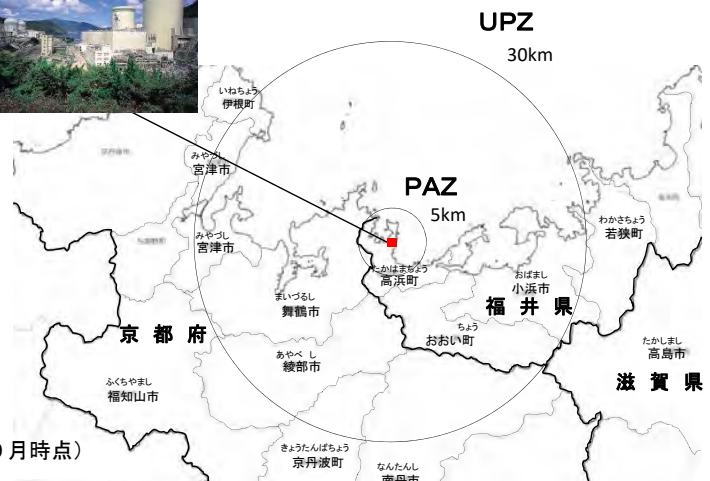 UPZ
30km
いねちょう
伊根町
みやづし
宮津市
PAZ
5km
わかさちょう
若狭町
みやづし
宮津市
たかはまちょう
高浜町
おばまし
小浜市
福井県
まいづるし
舞鶴市
京都府
ちょう
おおい町
たかしまし
高島市
あやべ し
綾部市
滋賀県
ふくちやまし
福知山市
月時点）
きょうたんばちょう
京丹波町
なんたんし
南丹市